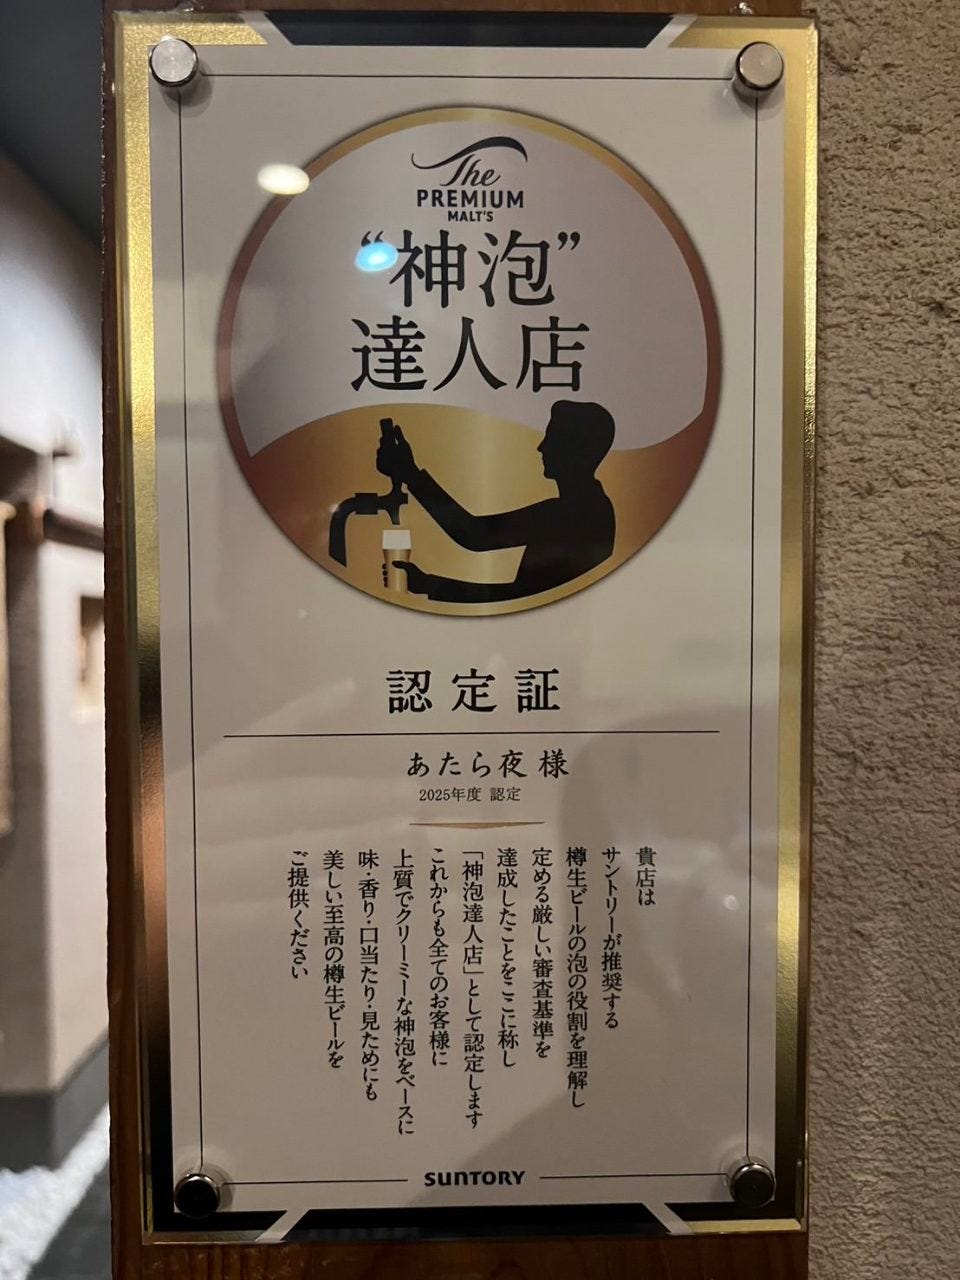 The
PREMIUM
MALT'S
“神泡”
達人店
認定証
あたら夜 様
2025年度 認定
貴店は
サントリーが推奨する
樽生ビールの泡の役割を理解し
定める厳しい審査基準を
達成したことをここに称し
「神泡達人店」として認定します
これからも全てのお客様に
上質でクリーミーな神泡をベースに
味・香り・口当たり・見ためにも
美しい至高の樽生ビールを
ご提供ください
SUNTORY